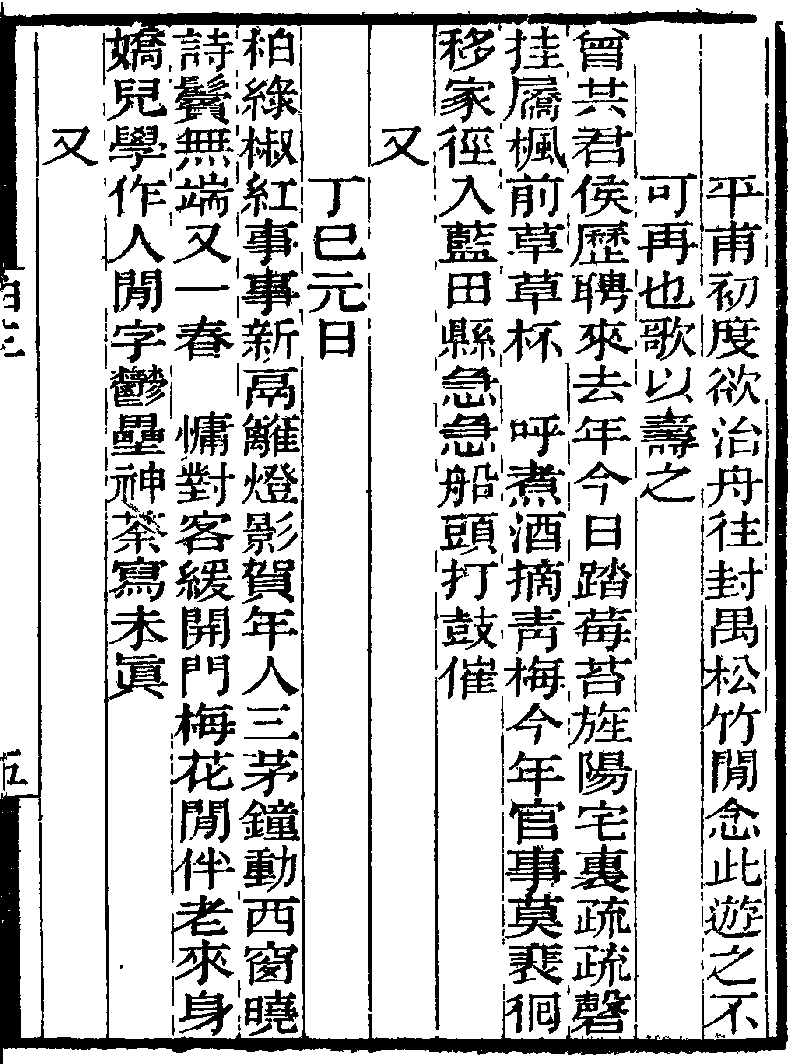 平甫初度欲治舟往封禺松竹閒念此遊之不
可再也歌以壽之
曾共君侯歷聘來去年今日踏莓苔旌陽宅裏疏疏磬
挂屩楓前草草杯　呼煮酒摘靑梅今年官事莫裴徊
移家徑入藍田縣急急船頭打鼓催
又
丁巳元日
柏綠椒紅事事新鬲籬燈影賀年人三茅鐘動西窗曉
詩鬢無端又一春　慵對客緩開門梅花閒伴老來身
嬌兒學作人閒字鬱壘神荼寫未眞
又
五